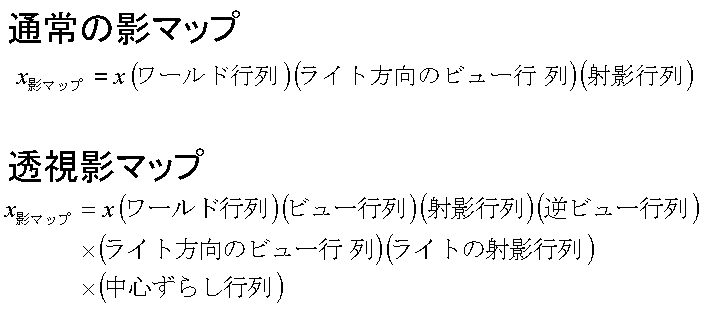 通常の影マップ
x影マップ = x(ワールド行列)(ライト方向のビュー行 列)(射影行列)
透視影マップ
x影マップ = x(ワールド行列)(ビュー行列)(射影行列)(逆ビュー行列)
×(ライト方向のビュー行 列)(ライトの射影行列)
×(中心ずらし行列)